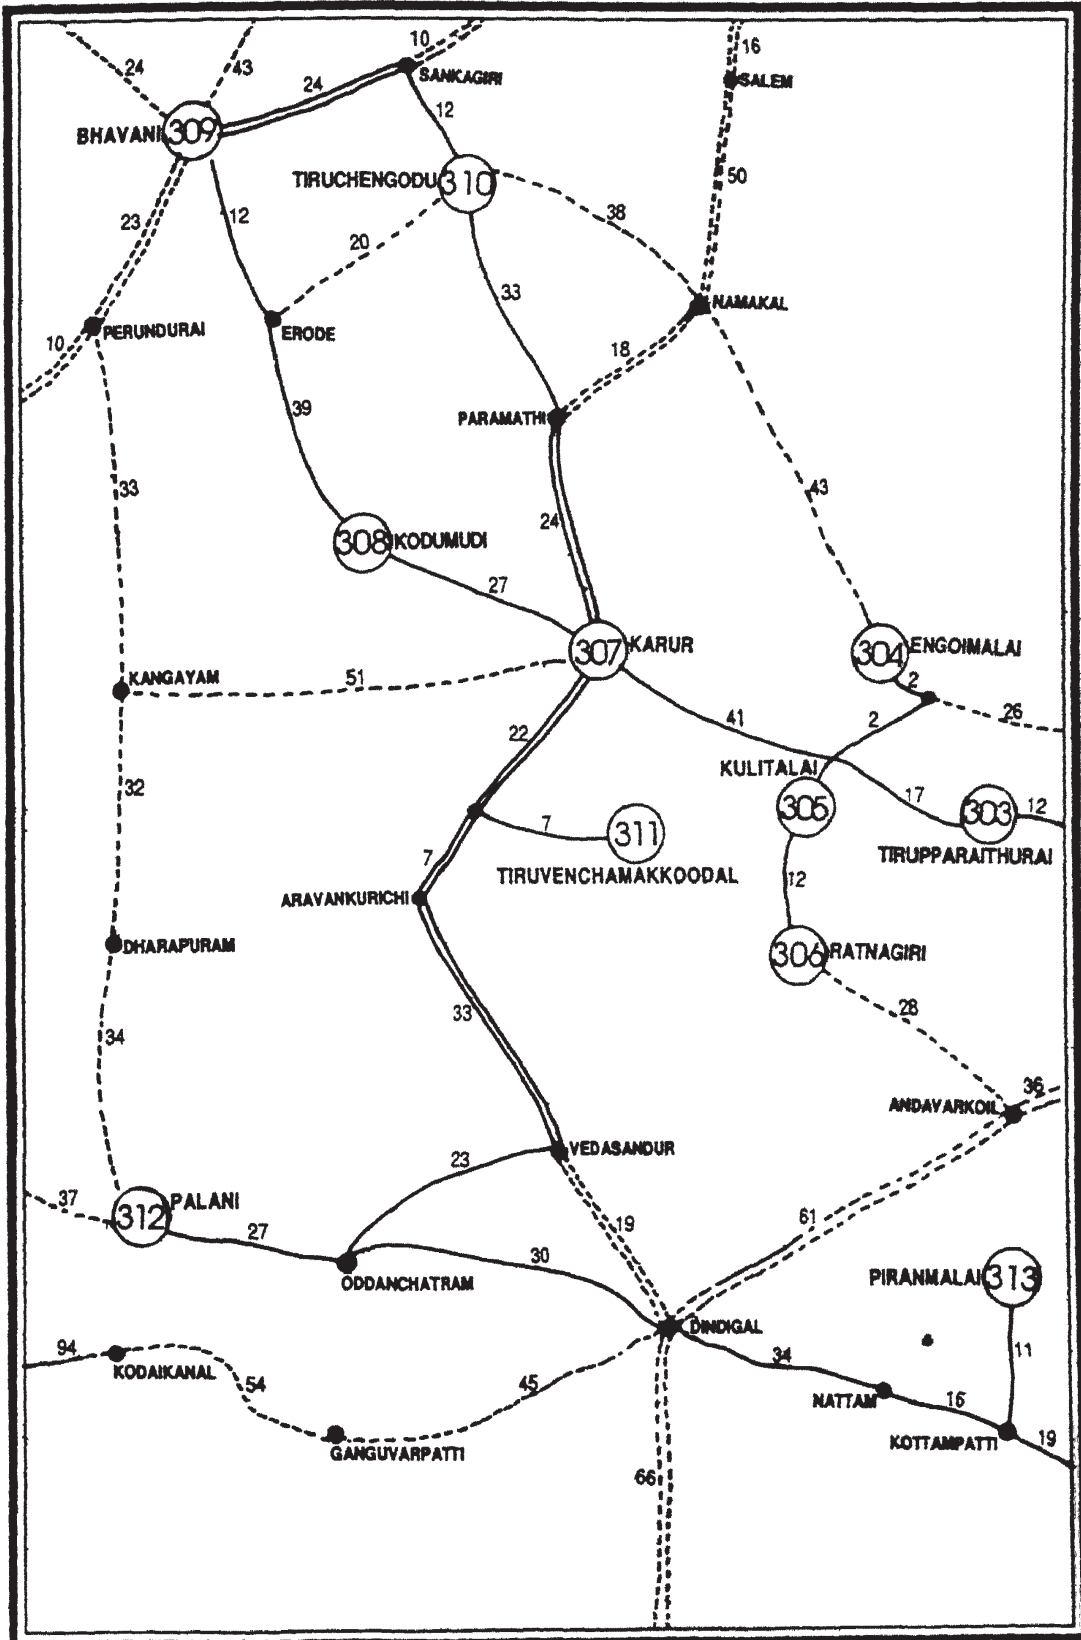 10
16
24
43
SANKAGIRI
SALEM
24
12
BHAVANI 309
50
TIRUCHENGODU 310
38
12
23
20
33
NAMAKAL
PERUNDURAI
ERODE
10
18
39
PARAMATHI
33
43
24
308 KODUMUDI
27
307 KARUR
304 ENGOIMALAI
KANGAYAM
51
2
26
41
2
22
KULITALAI
32
305
17
303
12
7
311
TIRUPPARAITHURAI
7
TIRUVENCHAMAKKOODAL
12
ARAVANKURICHI
DHARAPURAM
306 RATNAGIRI
33
28
34
36
ANDAVARKOIL
VEDASANDUR
23
37
312 PALANI
19
61
27
30
ODDANCHATRAM
PIRANMALAI 313
DINDIGAL
94
KODAIKANAL
34
11
54
45
NATTAM
16
KOTTAMPATTI
19
GANGUVARPATTI
66